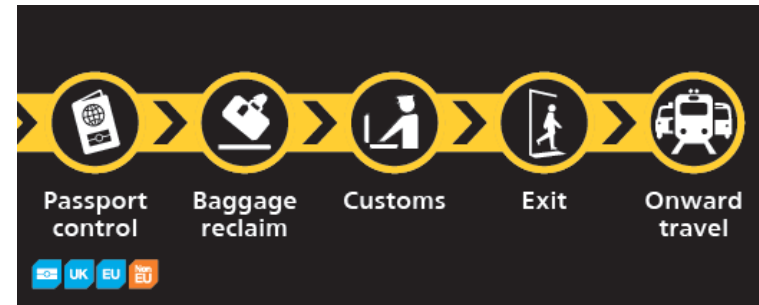 Passport
control
Baggage
reclaim
Customs
Exit
Onward
travel
UK
EU
Non
EU